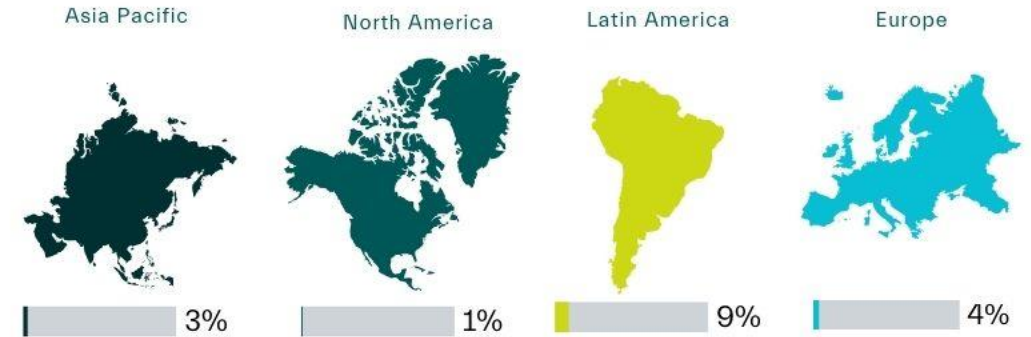 Asia Pacific
North America
Latin America
Europe
3%
1%
9%
4%